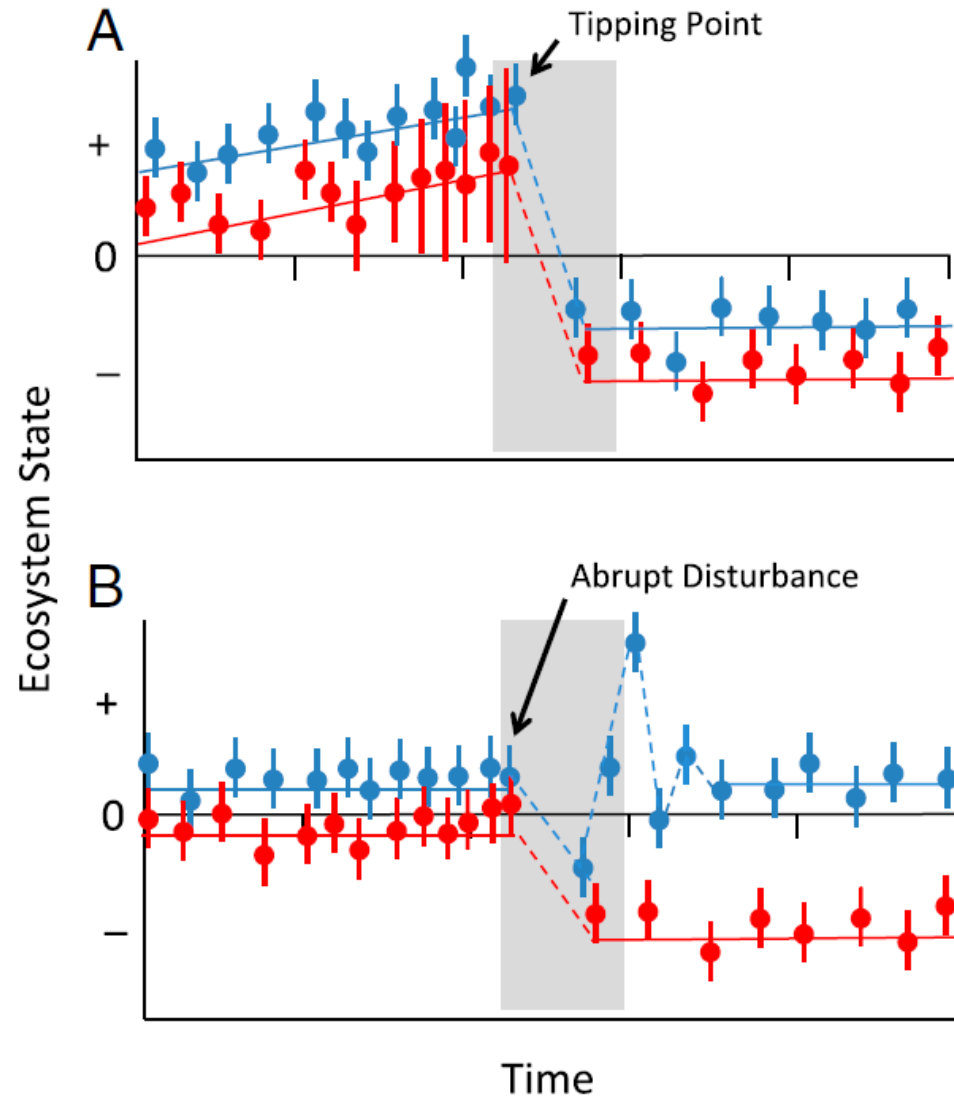 A
Tipping Point
+
0
–
Ecosystem State
B
Abrupt Disturbance
+
0
–
Time